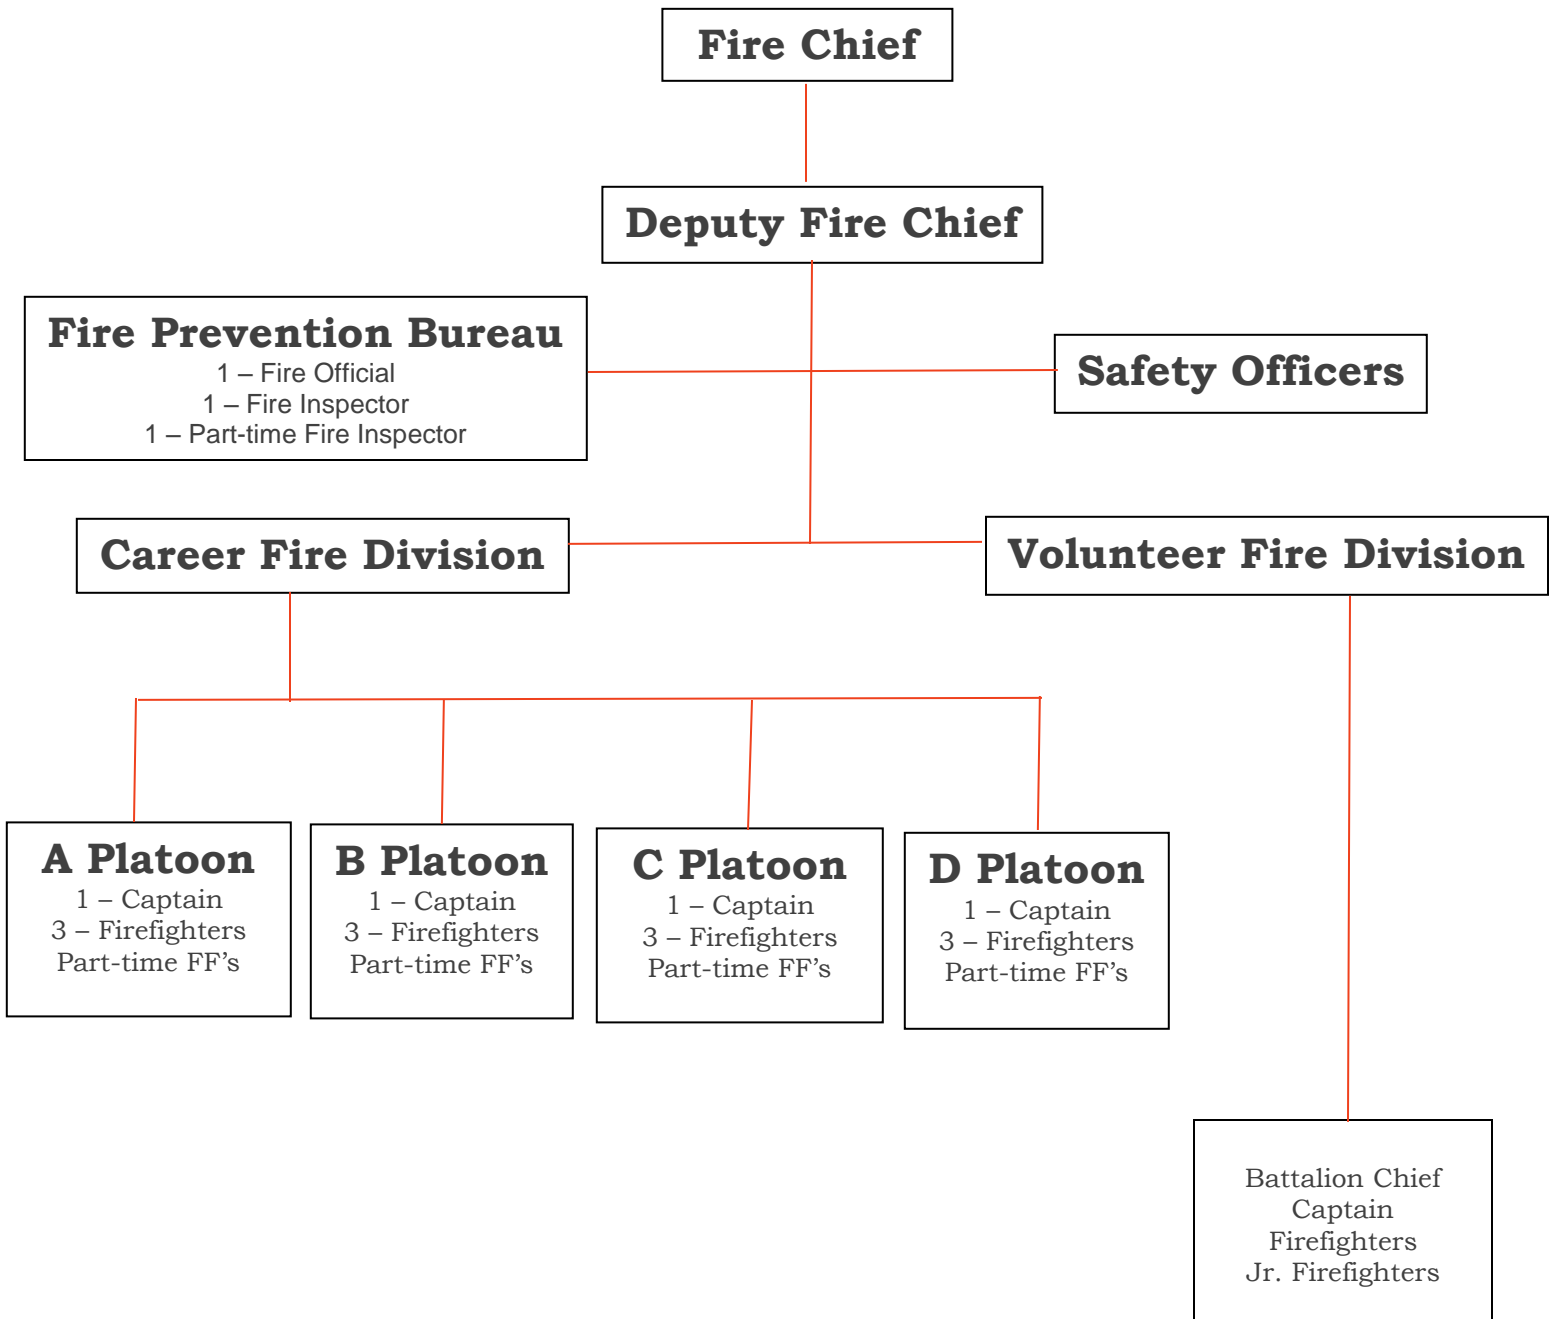 Fire Chief
Deputy Fire Chief
Fire Prevention Bureau
1 – Fire Official
1 – Fire Inspector
1 – Part-time Fire Inspector
Safety Officers
Career Fire Division
Volunteer Fire Division
A Platoon
1 – Captain
3 – Firefighters
Part-time FF’s
B Platoon
1 – Captain
3 – Firefighters
Part-time FF’s
C Platoon
1 – Captain
3 – Firefighters
Part-time FF’s
D Platoon
1 – Captain
3 – Firefighters
Part-time FF’s
Battalion Chief
Captain
Firefighters
Jr. Firefighters